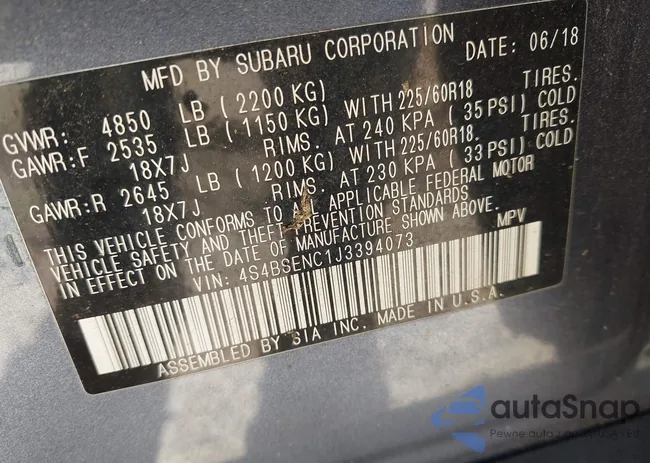 MFD BY SUBARU CORPORATION DATE: 06/18
GVWR: 4850 LB (2200 KG)
GAWR:F 2535 LB (1150 KG) WITH 225/60R18 TIRES.
18X7J RIMS. AT 240 KPA (35 PSI) COLD
GAWR:R 2645 LB (1200 KG) WITH 225/60R18. TIRES.
18X7J RIMS. AT 230 KPA (33 PSI) COLD
THIS VEHICLE CONFORMS TO ALL APPLICABLE FEDERAL MOTOR
VEHICLE SAFETY AND THEFT PREVENTION STANDARDS
IN EFFECT ON THE DATE OF MANUFACTURE SHOWN ABOVE.
VIN: 4S4BSENC1J3394073 MPV
ASSEMBLED BY SIA INC. MADE IN U.S.A.
autaSnap
Pewne auta z